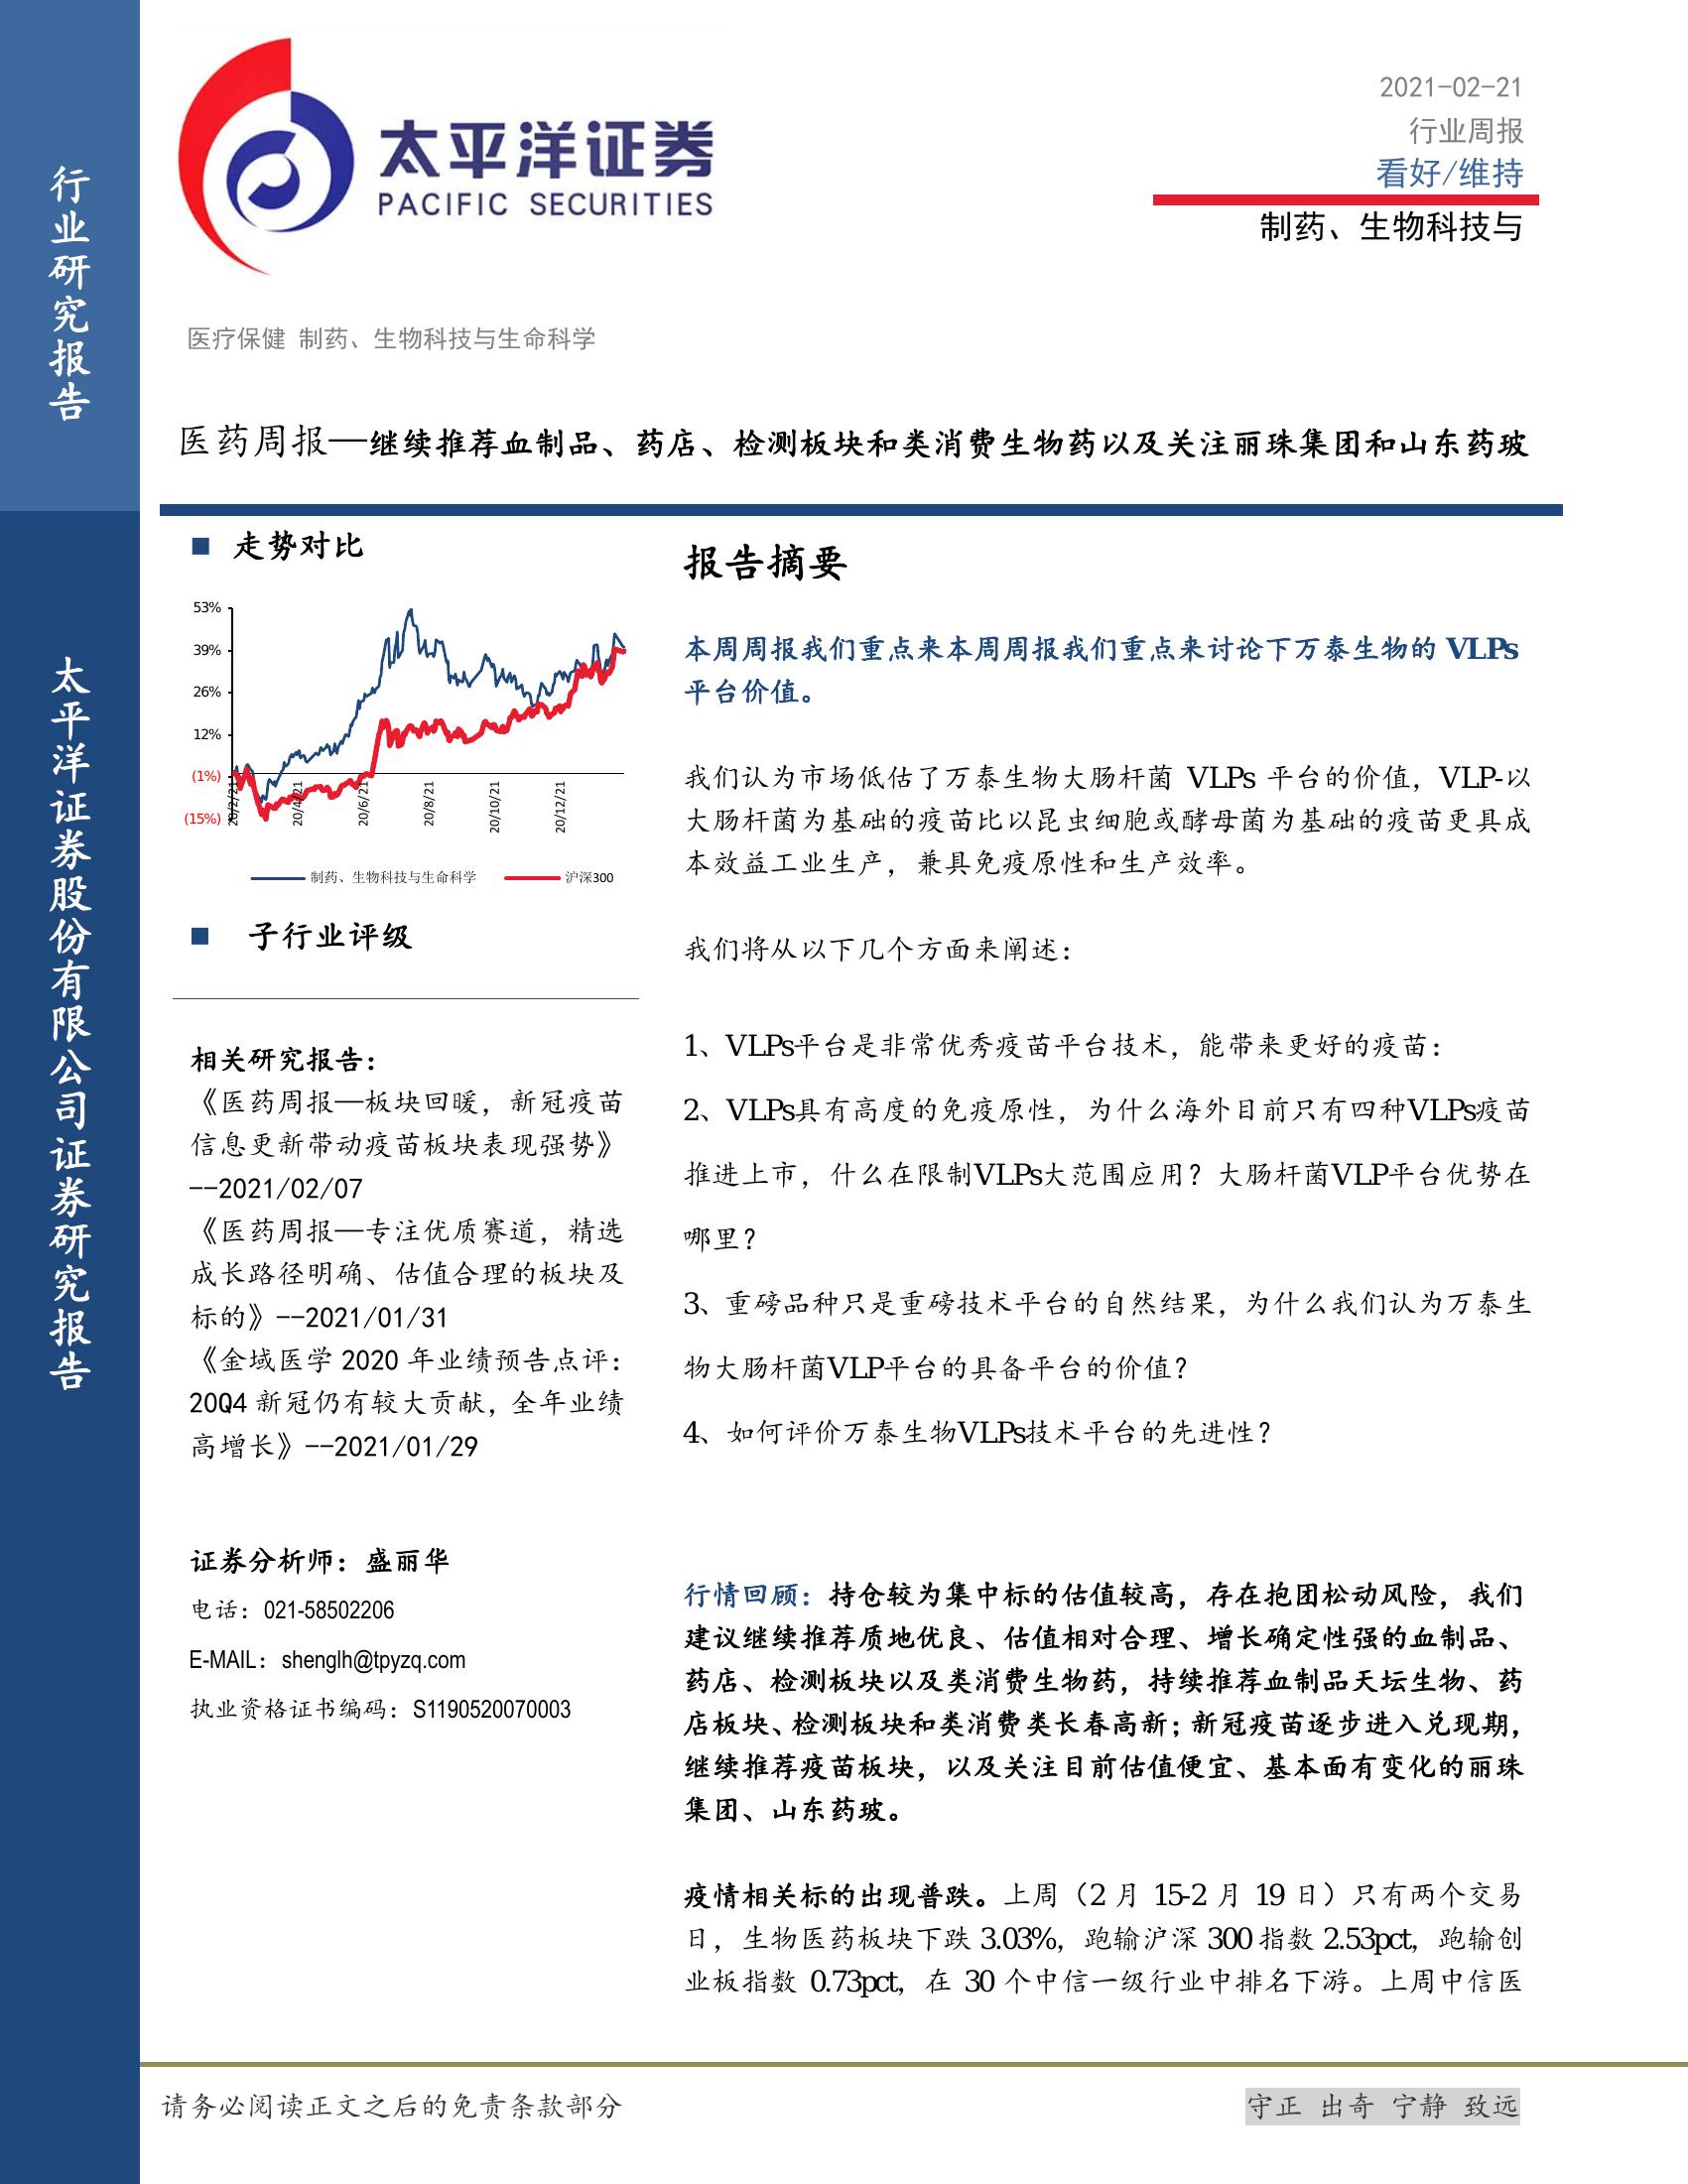 行业研究报告
太平洋证券股份有限公司证券研究报告
太平洋证券
PACIFIC SECURITIES
2021-02-21
行业周报
看好/维持
制药、生物科技与
医疗保健 制药、生物科技与生命科学
医药周报—继续推荐血制品、药店、检测板块和类消费生物药以及关注丽珠集团和山东药玻
■ 走势对比
53%
39%
26%
12%
(1%)
(15%)
20/2/21
20/4/21
20/6/21
20/8/21
20/10/21
20/12/21
制药、生物科技与生命科学
沪深300
■ 子行业评级
相关研究报告：
《医药周报—板块回暖，新冠疫苗
信息更新带动疫苗板块表现强势》
--2021/02/07
《医药周报—专注优质赛道，精选
成长路径明确、估值合理的板块及
标的》--2021/01/31
《金域医学 2020 年业绩预告点评：
20Q4 新冠仍有较大贡献，全年业绩
高增长》--2021/01/29
证券分析师：盛丽华
电话：021-58502206
E-MAIL：shenglh@tpyzq.com
执业资格证书编码：S1190520070003
报告摘要
本周周报我们重点来本周周报我们重点来讨论下万泰生物的 VLPs
平台价值。
我们认为市场低估了万泰生物大肠杆菌 VLPs 平台的价值，VLP-以
大肠杆菌为基础的疫苗比以昆虫细胞或酵母菌为基础的疫苗更具成
本效益工业生产，兼具免疫原性和生产效率。
我们将从以下几个方面来阐述：
1、VLPs平台是非常优秀疫苗平台技术，能带来更好的疫苗：
2、VLPs具有高度的免疫原性，为什么海外目前只有四种VLPs疫苗
推进上市，什么在限制VLPs大范围应用？大肠杆菌VLP平台优势在
哪里？
3、重磅品种只是重磅技术平台的自然结果，为什么我们认为万泰生
物大肠杆菌VLP平台的具备平台的价值？
4、如何评价万泰生物VLPs技术平台的先进性？
行情回顾：持仓较为集中标的估值较高，存在抱团松动风险，我们
建议继续推荐质地优良、估值相对合理、增长确定性强的血制品、
药店、检测板块以及类消费生物药，持续推荐血制品天坛生物、药
店板块、检测板块和类消费类长春高新；新冠疫苗逐步进入兑现期，
继续推荐疫苗板块，以及关注目前估值便宜、基本面有变化的丽珠
集团、山东药玻。
疫情相关标的出现普跌。上周（2 月 15-2 月 19 日）只有两个交易
日，生物医药板块下跌 3.03%，跑输沪深 300 指数 2.53pct，跑输创
业板指数 0.73pct，在 30 个中信一级行业中排名下游。上周中信医
请务必阅读正文之后的免责条款部分
守正 出奇 宁静 致远